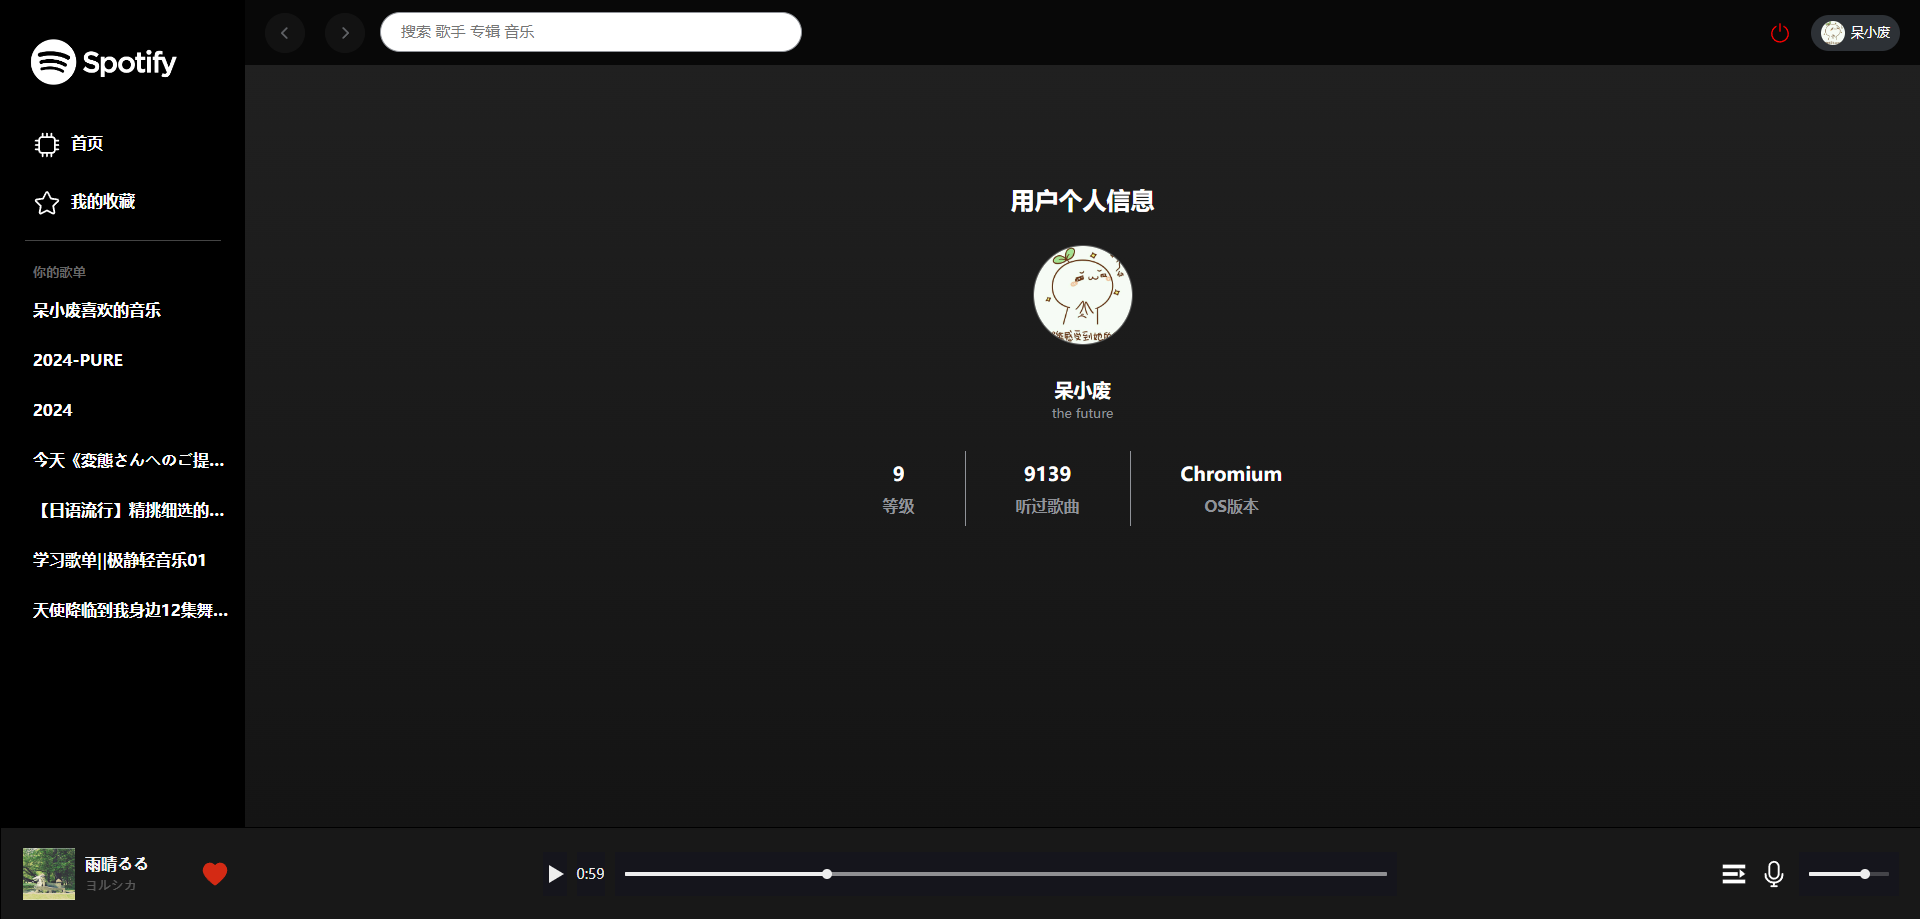 Spotify
搜索 歌手 专辑 音乐
呆小废
首页
我的收藏
你的歌单
呆小废喜欢的音乐
2024-PURE
2024
今天《変態さんへのご提...
【日语流行】精挑细选的...
学习歌单||极静轻音乐01
天使降临到我身边12集舞...
用户个人信息
呆小废
the future
9
等级
9139
听过歌曲
Chromium
OS版本
雨晴るる
ヨルシカ
0:59